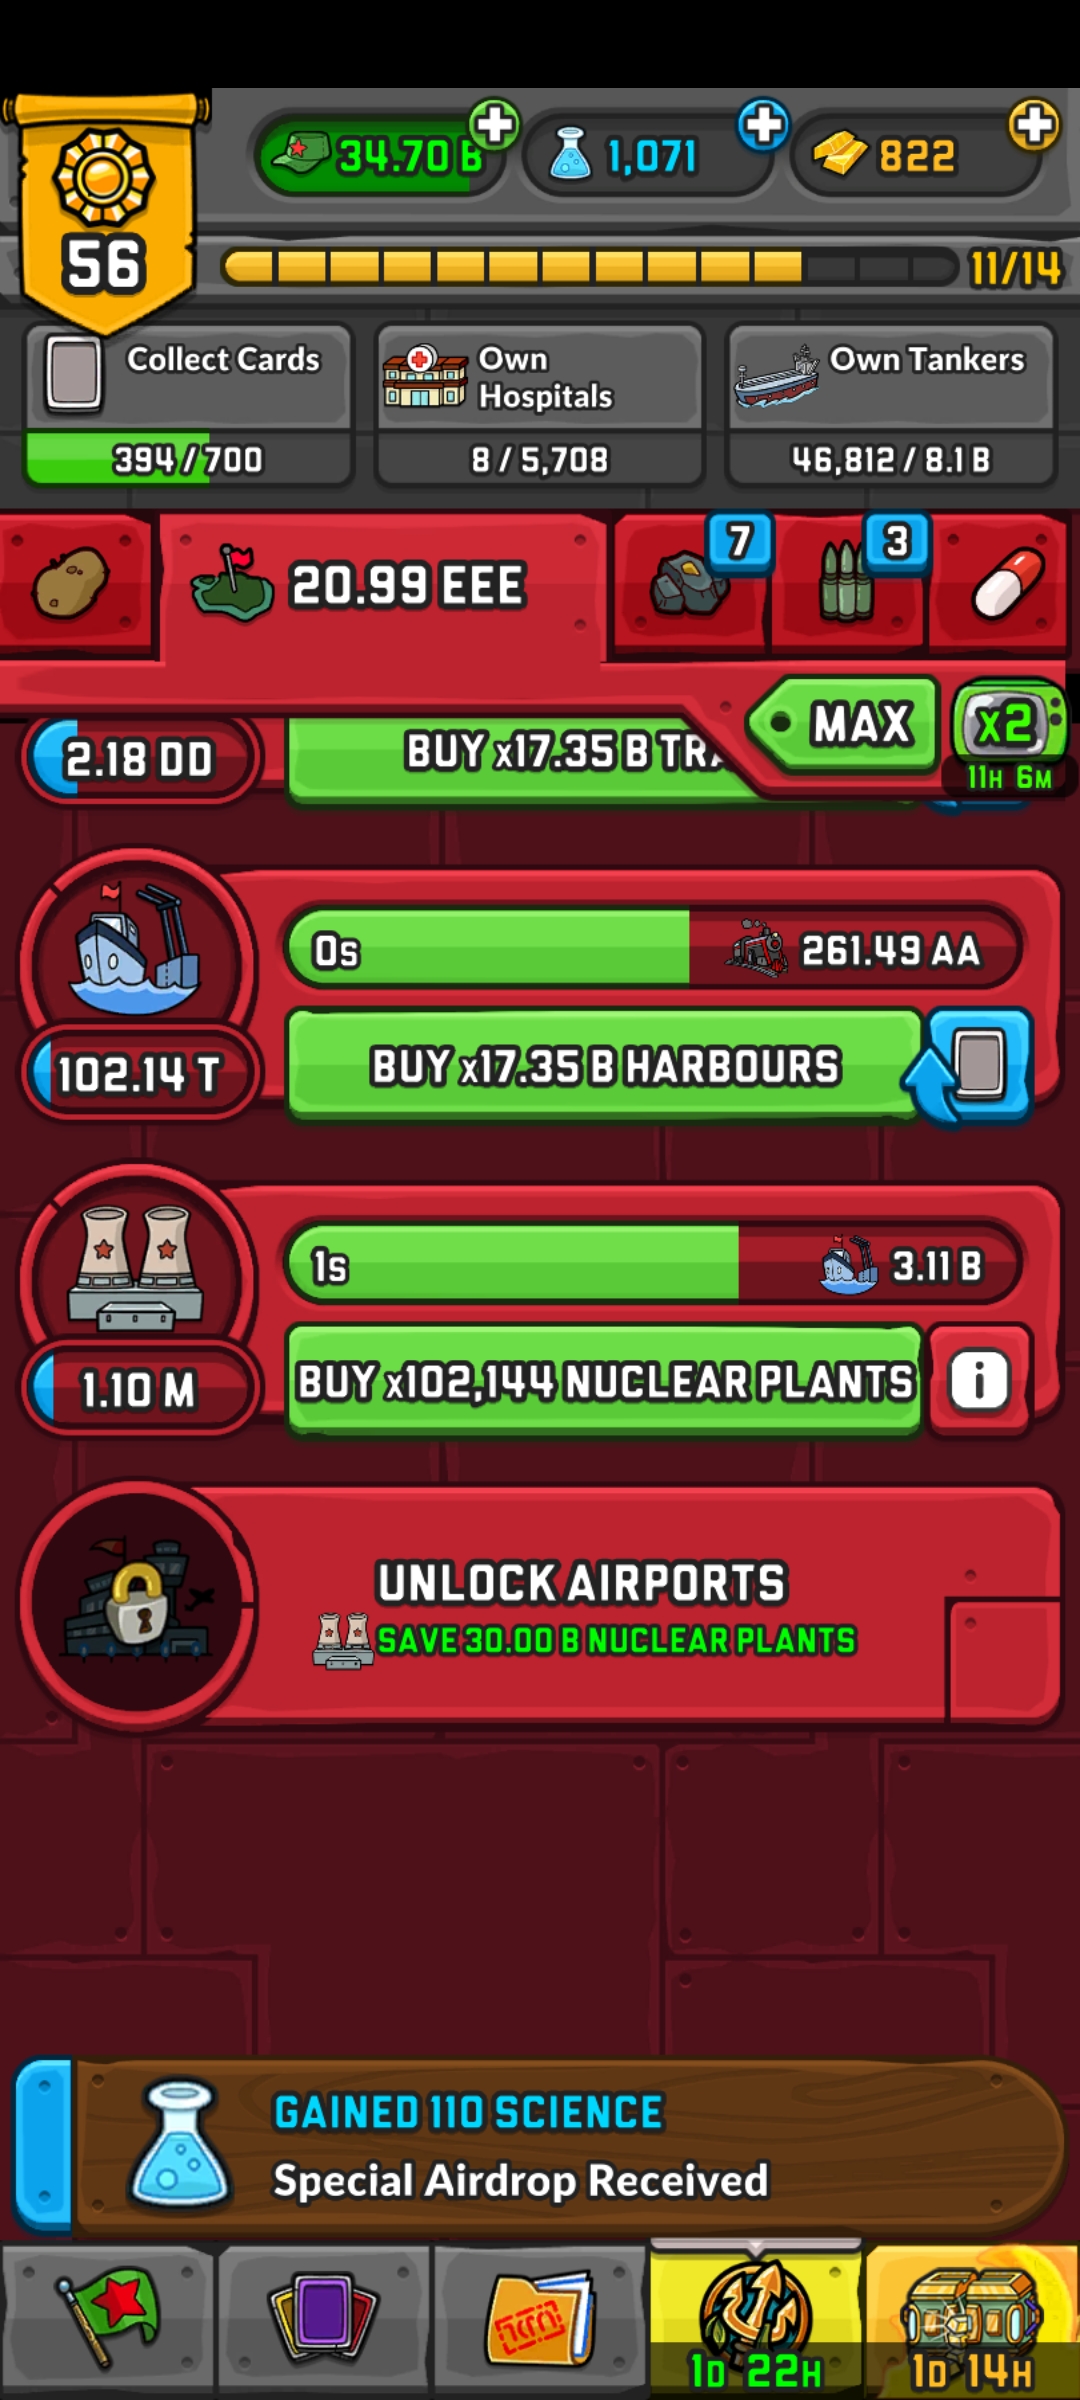 34.70 B
1,071
822
56
11/14
Collect Cards
394/700
Own
Hospitals
8/5,708
Own Tankers
46,812/8.1 B
20.99 EEE
7
3
MAX
x2
11H 6M
2.18 DD
BUY x17.35 B
0s
261.49 AA
102.14 T
BUY x17.35 B HARBOURS
1s
3.11 B
1.10 M
BUY x102,144 NUCLEAR PLANTS
i
UNLOCK AIRPORTS
SAVE 30.00 B NUCLEAR PLANTS
GAINED 110 SCIENCE
Special Airdrop Received
1D 22H
1D 14H